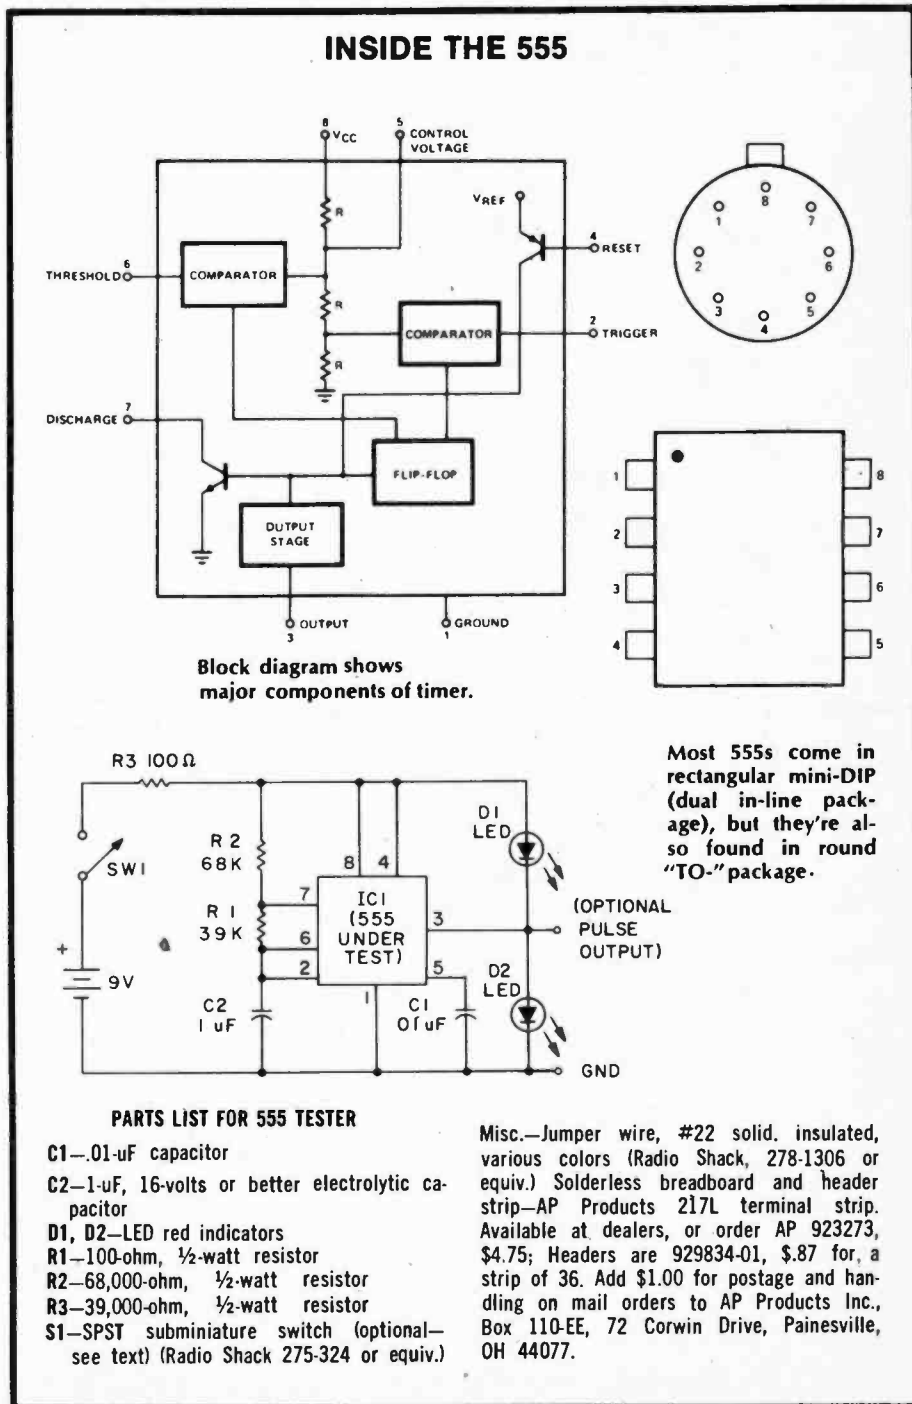 INSIDE THE 555
8
VCC
5
CONTROL
VOLTAGE
R
VREF
4
RESET
6
THRESHOLD
COMPARATOR
R
COMPARATOR
2
TRIGGER
R
7
DISCHARGE
FLIP-FLOP
OUTPUT
STAGE
3
OUTPUT
1
GROUND
8
1
7
2
6
3
5
4
1
8
2
7
3
6
4
5
Block diagram shows
major components of timer.
Most 555s come in
rectangular mini-DIP
(dual in-line pack-
age), but they're al-
so found in round
"TO-" package.
R3 100Ω
SW1
+
9V
R2
68K
R1
39K
C2
1 uF
8
4
7
6
2
IC1
(555
UNDER
TEST)
3
5
1
C1
.01uF
D1
LED
D2
LED
(OPTIONAL
PULSE
OUTPUT)
GND
PARTS LIST FOR 555 TESTER
C1—.01-uF capacitor
C2—1-uF, 16-volts or better electrolytic ca-
pacitor
D1, D2—LED red indicators
R1—100-ohm, ½-watt resistor
R2—68,000-ohm, ½-watt resistor
R3—39,000-ohm, ½-watt resistor
S1—SPST subminiature switch (optional—
see text) (Radio Shack 275-324 or equiv.)
Misc.—Jumper wire, #22 solid. insulated,
various colors (Radio Shack, 278-1306 or
equiv.) Solderless breadboard and header
strip—AP Products 217L terminal strip.
Available at dealers, or order AP 923273,
$4.75; Headers are 929834-01, $.87 for a
strip of 36. Add $1.00 for postage and han-
dling on mail orders to AP Products Inc.,
Box 110-EE, 72 Corwin Drive, Painesville,
OH 44077.